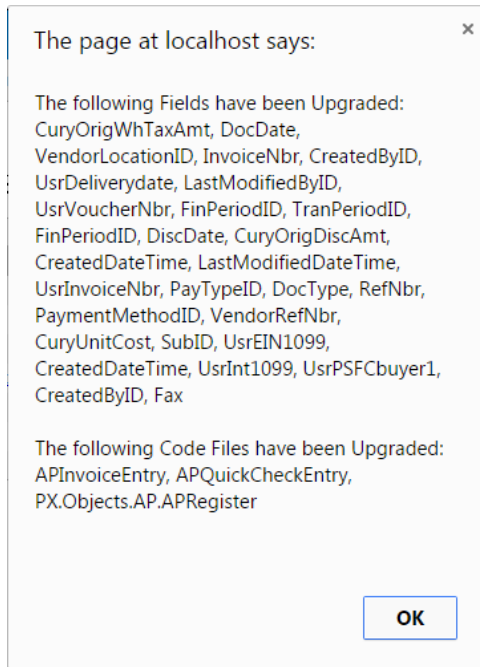 The page at localhost says:
The following Fields have been Upgraded:
CuryOrigWhTaxAmt, DocDate,
VendorLocationID, InvoiceNbr, CreatedByID,
UsrDeliverydate, LastModifiedByID,
UsrVoucherNbr, FinPeriodID, TranPeriodID,
FinPeriodID, DiscDate, CuryOrigDiscAmt,
CreatedDateTime, LastModifiedDateTime,
UsrInvoiceNbr, PayTypeID, DocType, RefNbr,
PaymentMethodID, VendorRefNbr,
CuryUnitCost, SubID, UsrEIN1099,
CreatedDateTime, UsrInt1099, UsrPSFCbuyer1,
CreatedByID, Fax
The following Code Files have been Upgraded:
APInvoiceEntry, APQuickCheckEntry,
PX.Objects.AP.APRegister
OK